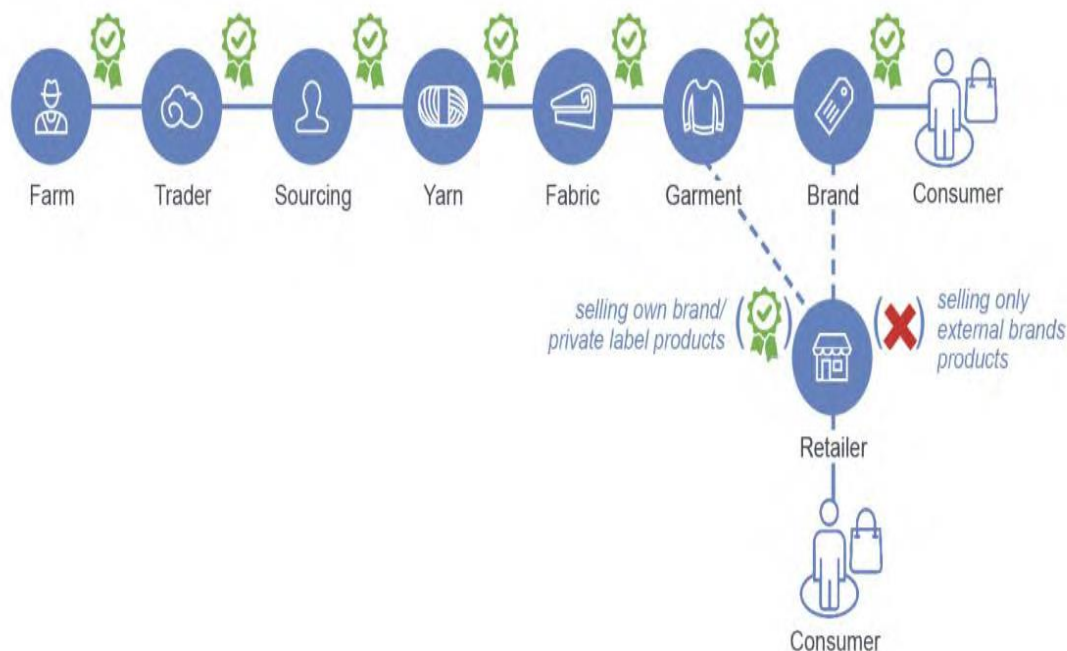 Farm
Trader
Sourcing
Yarn
Fabric
Garment
Brand
Consumer
selling own brand/
private label products
selling only
external brands
products
Retailer
Consumer